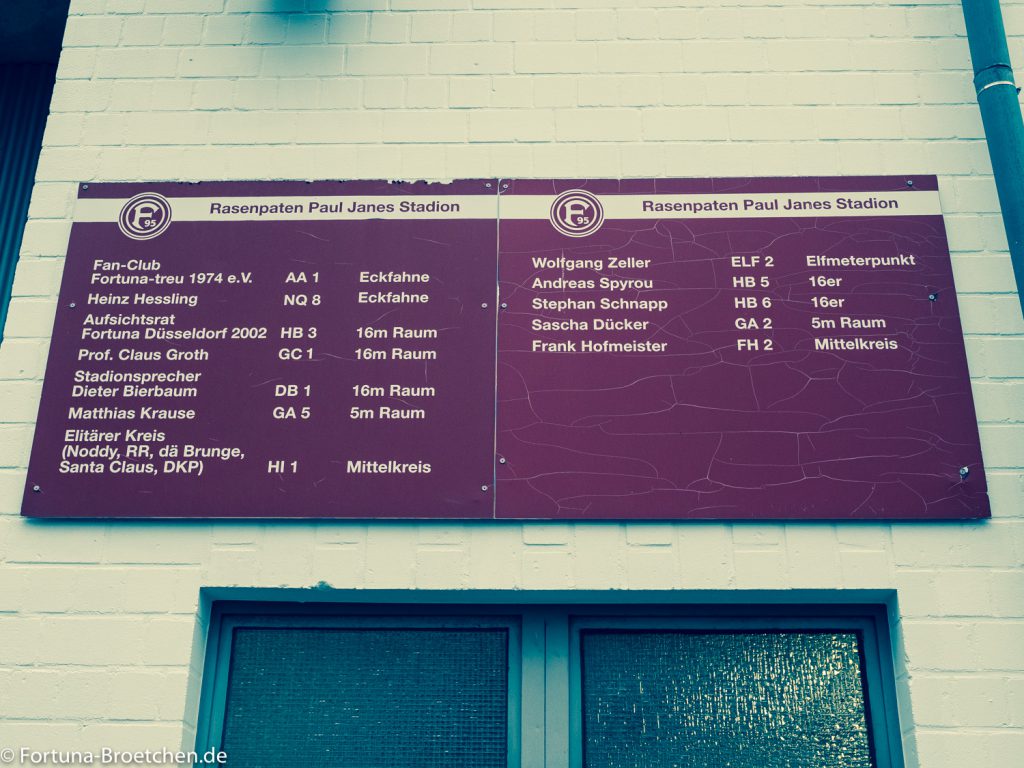 F 95
Rasenpaten Paul Janes Stadion
Fan-Club
Fortuna-treu 1974 e.V. AA 1 Eckfahne
Heinz Hessling NQ 8 Eckfahne
Aufsichtsrat
Fortuna Düsseldorf 2002 HB 3 16m Raum
Prof. Claus Groth GC 1 16m Raum
Stadionsprecher
Dieter Bierbaum DB 1 16m Raum
Matthias Krause GA 5 5m Raum
Elitärer Kreis
(Noddy, RR, dä Brunge,
Santa Claus, DKP) HI 1 Mittelkreis
F 95
Rasenpaten Paul Janes Stadion
Wolfgang Zeller ELF 2 Elfmeterpunkt
Andreas Spyrou HB 5 16er
Stephan Schnapp HB 6 16er
Sascha Dücker GA 2 5m Raum
Frank Hofmeister FH 2 Mittelkreis
© Fortuna-Broetchen.de